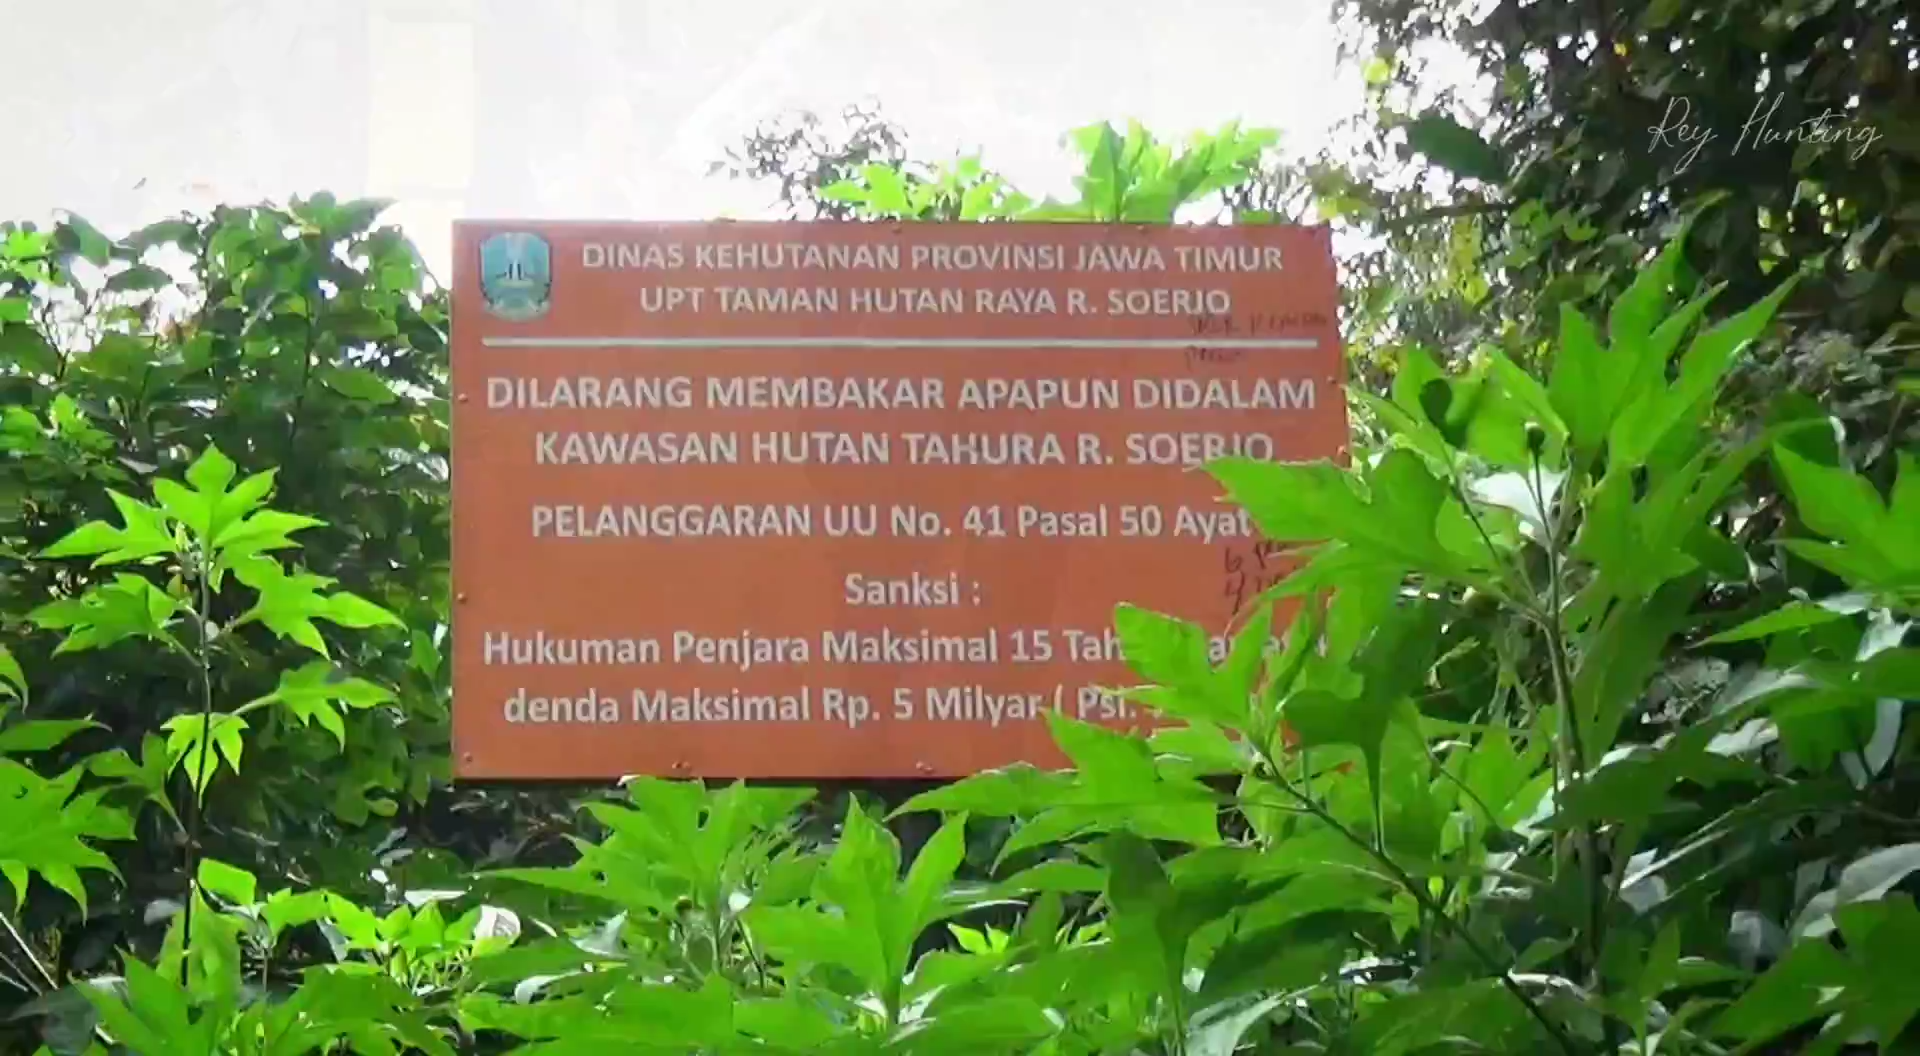 Rey Hunting
DINAS KEHUTANAN PROVINSI JAWA TIMUR
UPT TAMAN HUTAN RAYA R. SOERJO
DILARANG MEMBAKAR APAPUN DIDALAM
KAWASAN HUTAN TAHURA R. SOERJO
PELANGGARAN UU No. 41 Pasal 50 Ayat
Sanksi :
Hukuman Penjara Maksimal 15
denda Maksimal Rp. 5 Milyar ( Psl.